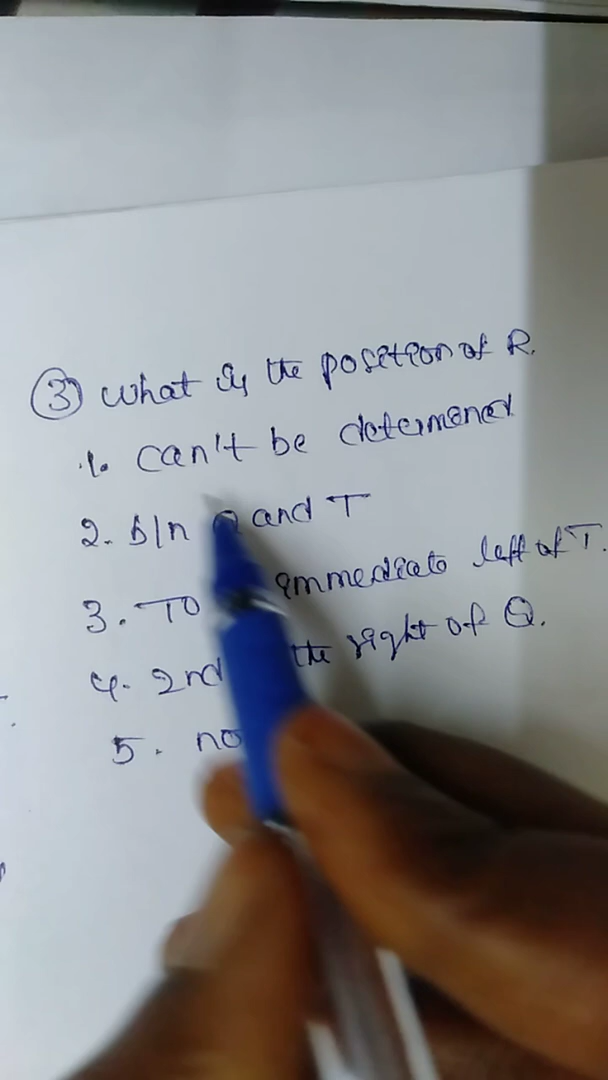 ③ What is the position of R.
1. can't be determened
2. b/n and T
3. To immediate left of T.
4. 2nd the right of Q.
5. no